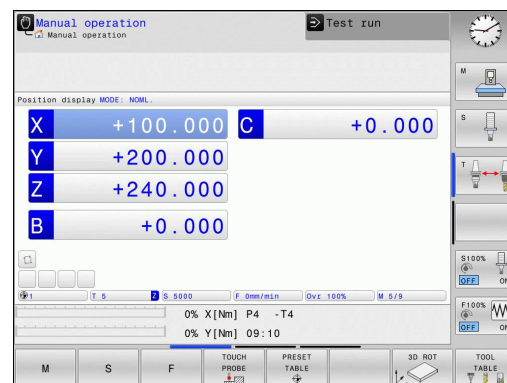 Manual operation
Manual operation
Test run
Position display MODE: NOML.
X +100.000 C +0.000
Y +200.000
Z +240.000
B +0.000
1 T 5 Z S 5000 F 0mm/min Ovr 100% M 5/9
0% X[Nm] P4 -T4
0% Y[Nm] 09:10
M
S
T
S100%
OFF ON
F100%
OFF ON
M
S
F
TOUCH PROBE
PRESET TABLE
3D ROT
TOOL TABLE